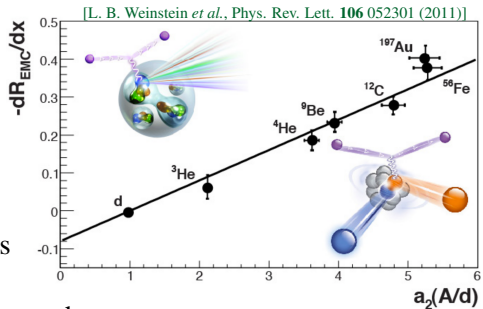 [L. B. Weinstein et al., Phys. Rev. Lett. 106 052301 (2011)]
-dR_EMC/dx
0.5
0.4
0.3
0.2
0.1
0
-0.1
197Au
56Fe
12C
9Be
4He
3He
d
s
0 1 2 3 4 5 6
a2(A/d)